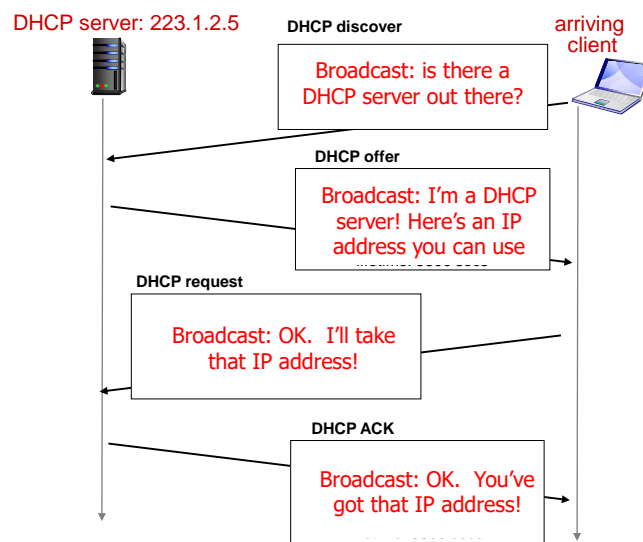 DHCP server: 223.1.2.5
DHCP discover
arriving
client
Broadcast: is there a
DHCP server out there?
DHCP offer
Broadcast: I'm a DHCP
server! Here's an IP
address you can use
DHCP request
Broadcast: OK. I'll take
that IP address!
DHCP ACK
Broadcast: OK. You've
got that IP address!